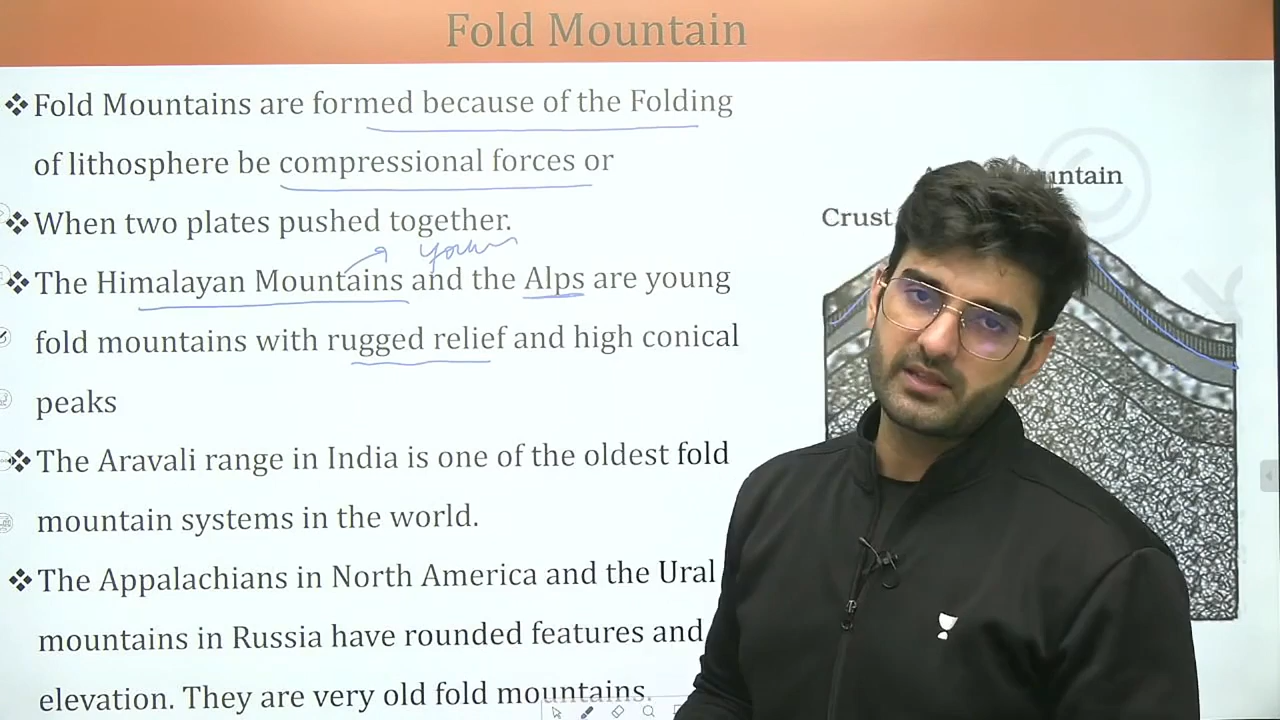 Fold Mountain
❖ Fold Mountains are formed because of the Folding
of lithosphere be compressional forces or
❖ When two plates pushed together.
❖ The Himalayan Mountains and the Alps are young
fold mountains with rugged relief and high conical
peaks
❖ The Aravali range in India is one of the oldest fold
mountain systems in the world.
❖ The Appalachians in North America and the Ural
mountains in Russia have rounded features and
elevation. They are very old fold mountains.
Crust